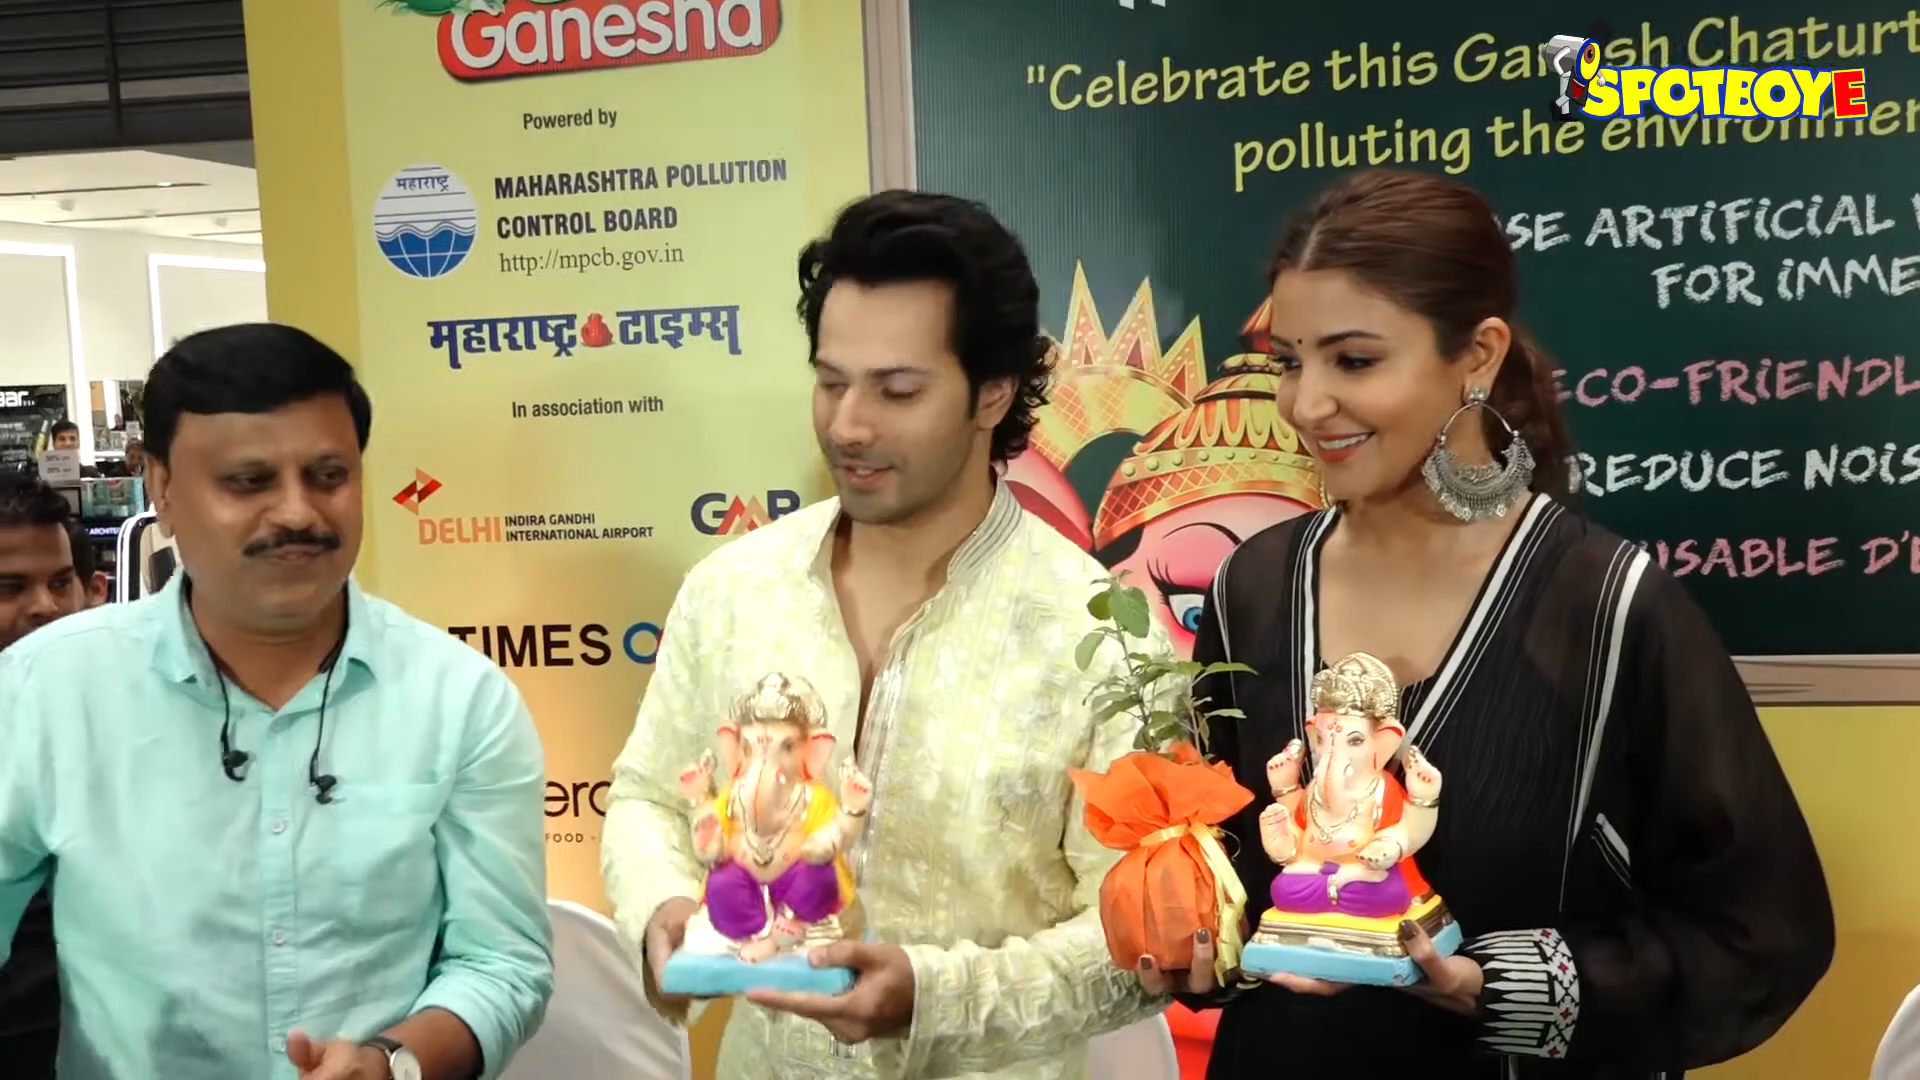 Ganesha
Powered by
महाराष्ट्र
MAHARASHTRA POLLUTION
CONTROL BOARD
http://mpcb.gov.in
महाराष्ट्र टाइम्स
In association with
DELHI INDIRA GANDHI
INTERNATIONAL AIRPORT
GMR
TIMES
FOOD
"Celebrate this Ganesh Chaturt
polluting the environmen
SE ARTIFICIAL
FOR IMME
ECO-FRIENDL
REDUCE NOIS
USABLE D'E
SPOTBOYE